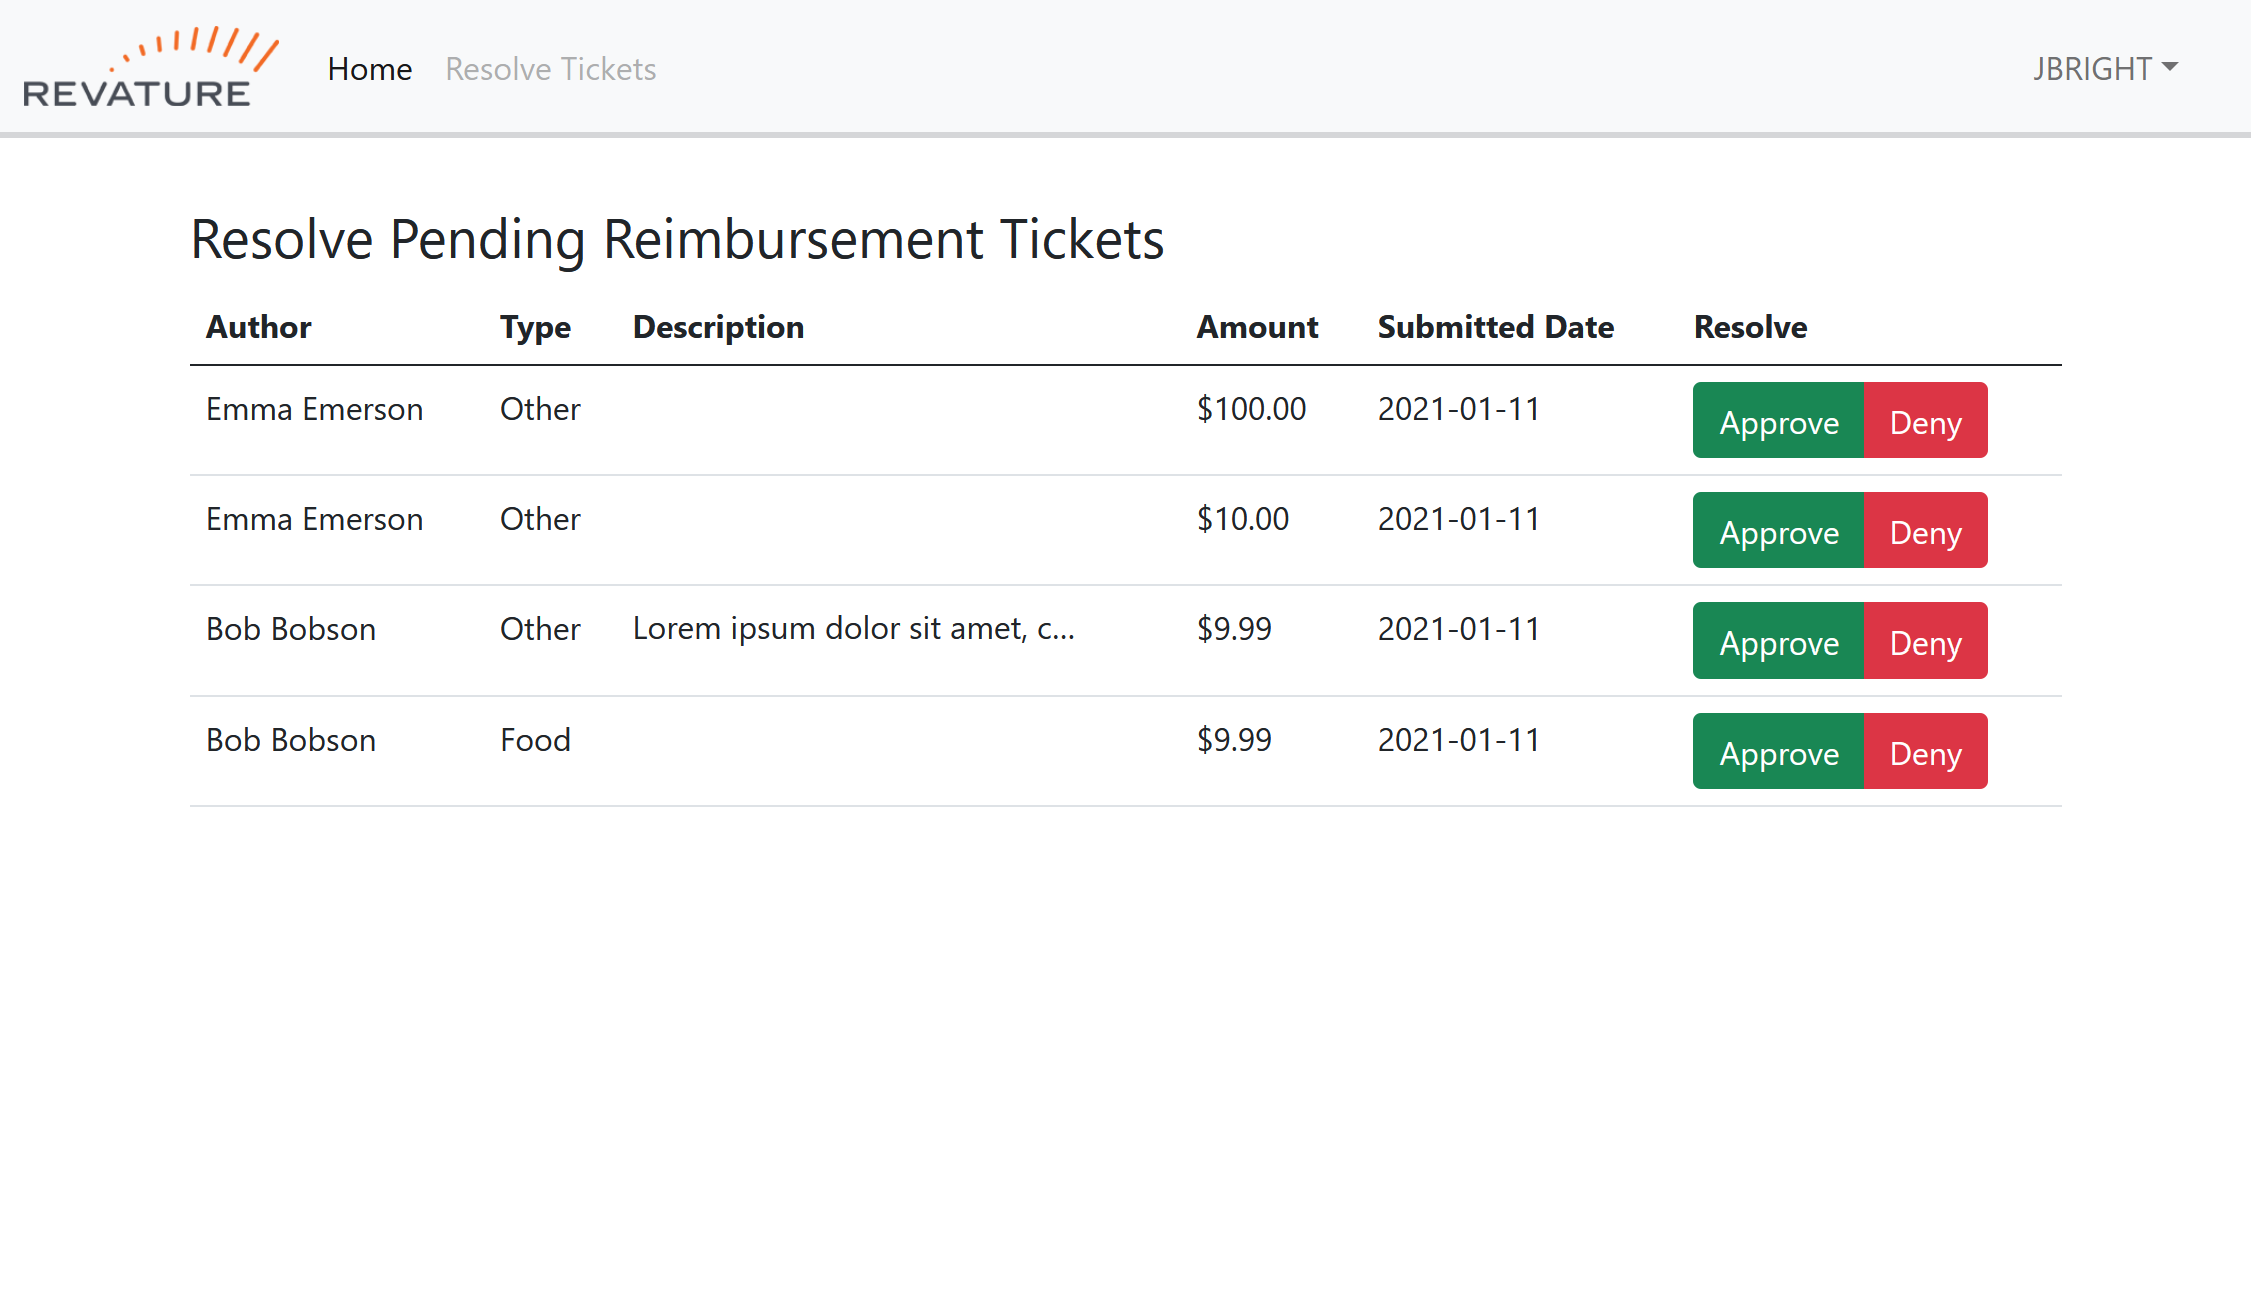 REVATURE Home Resolve Tickets JBRIGHT
Resolve Pending Reimbursement Tickets
Author Type Description Amount Submitted Date Resolve
Emma Emerson Other $100.00 2021-01-11 Approve Deny
Emma Emerson Other $10.00 2021-01-11 Approve Deny
Bob Bobson Other Lorem ipsum dolor sit amet, c... $9.99 2021-01-11 Approve Deny
Bob Bobson Food $9.99 2021-01-11 Approve Deny